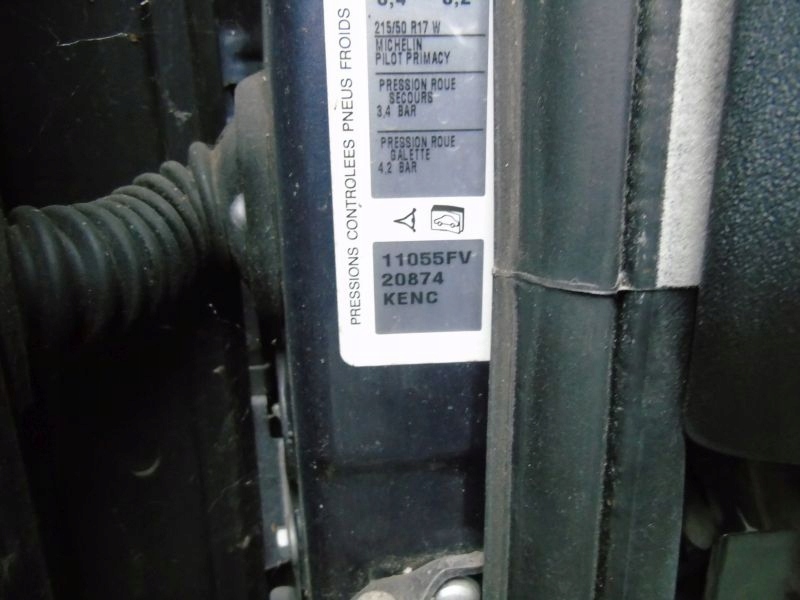 215/50 R17 W
MICHELIN
PILOT PRIMACY
PRESSION ROUE
SECOURS
3,4 BAR
PRESSION ROUE
GALETTE
4,2 BAR
PRESSIONS CONTROLEES PNEUS FROIDS
11055FV
20874
KENC